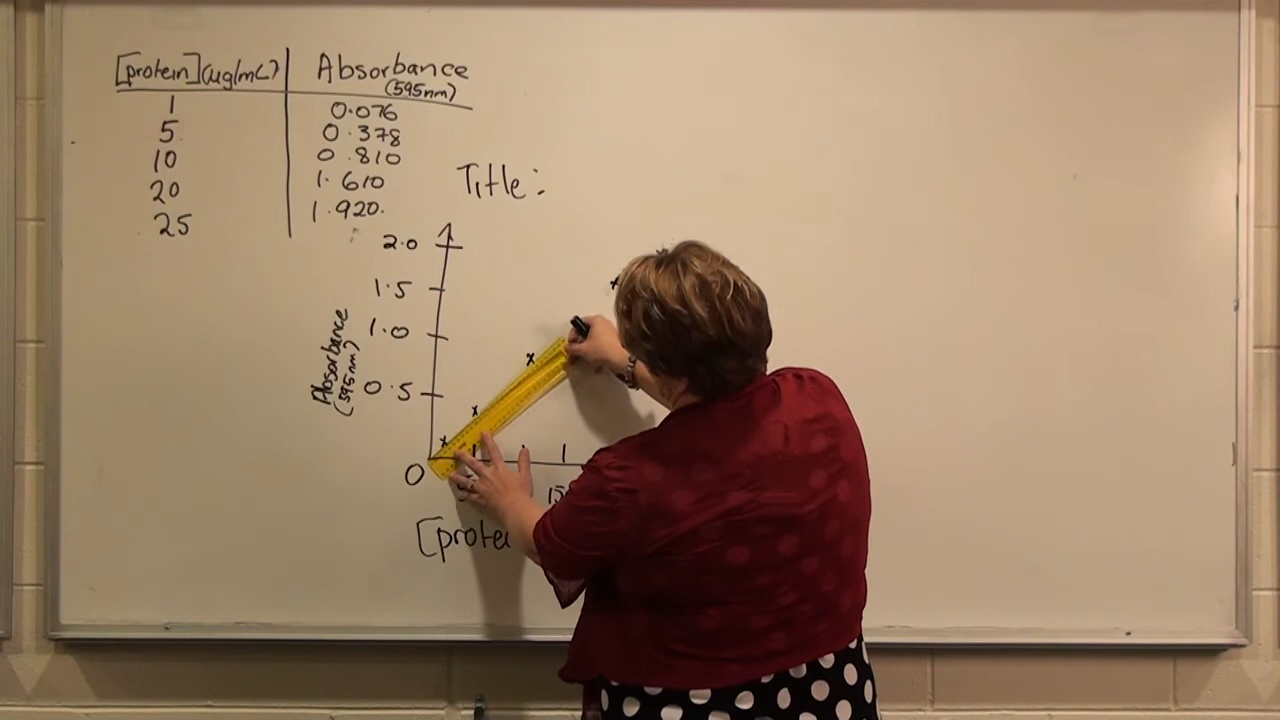 [protein] (ug/mL) Absorbance
(595nm)
1 0.076
5 0.378
10 0.810
20 1.610
25 1.920
Title:
2.0
1.5
1.0
0.5
Absorbance
(595nm)
0
15
[prote